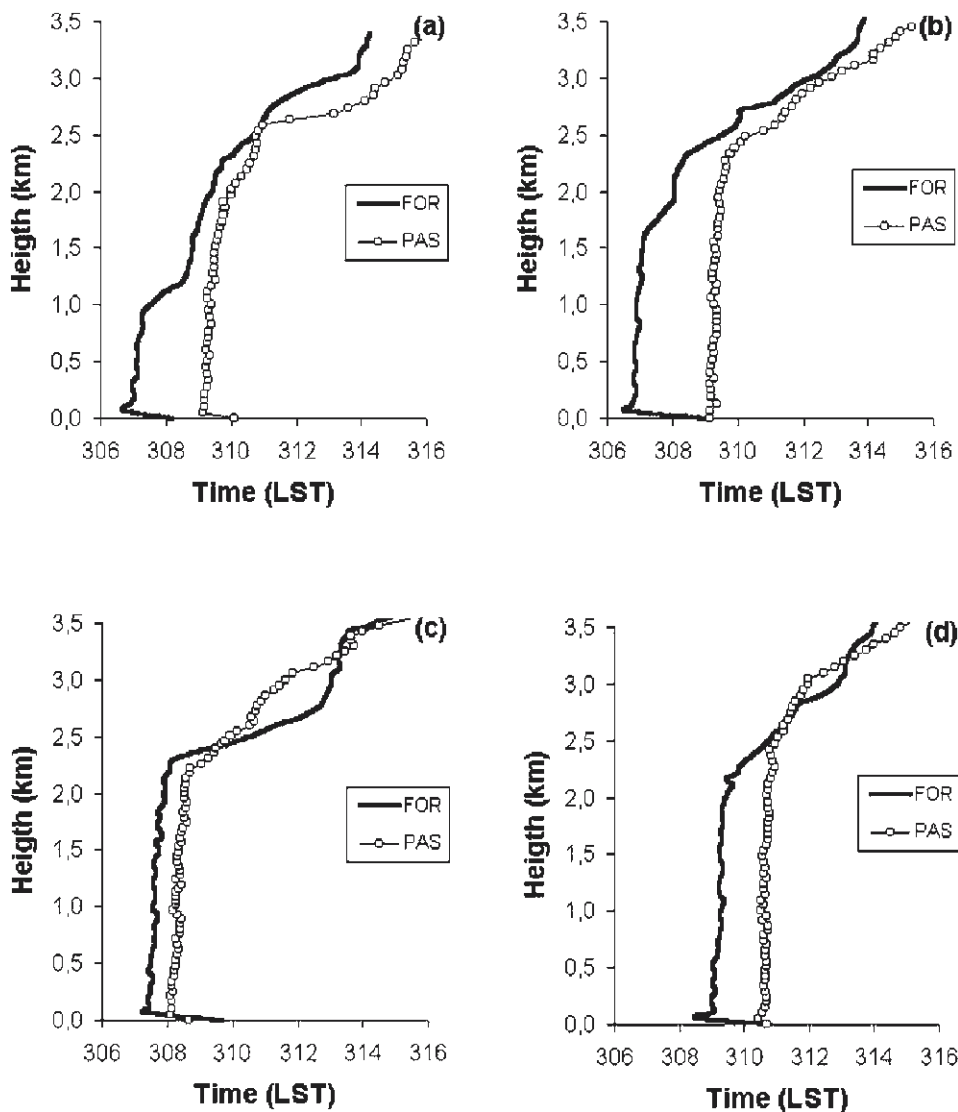 (a)
3,5
3,0
2,5
2,0
1,5
1,0
0,5
0,0
Heigth (km)
FOR
PAS
306 308 310 312 314 316
Time (LST)
(b)
3,5
3,0
2,5
2,0
1,5
1,0
0,5
0,0
Heigth (km)
FOR
PAS
306 308 310 312 314 316
Time (LST)
(c)
3,5
3,0
2,5
2,0
1,5
1,0
0,5
0,0
Heigth (km)
FOR
PAS
306 308 310 312 314 316
Time (LST)
(d)
3,5
3,0
2,5
2,0
1,5
1,0
0,5
0,0
Heigth (km)
FOR
PAS
306 308 310 312 314 316
Time (LST)